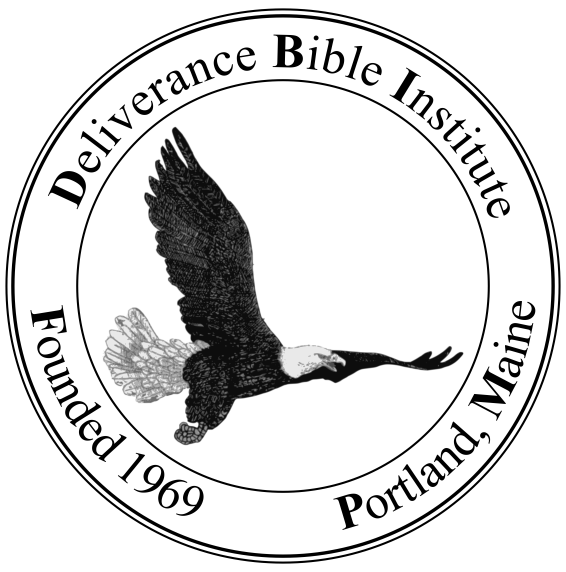 Deliverance Bible Institute
Founded 1969
Portland, Maine